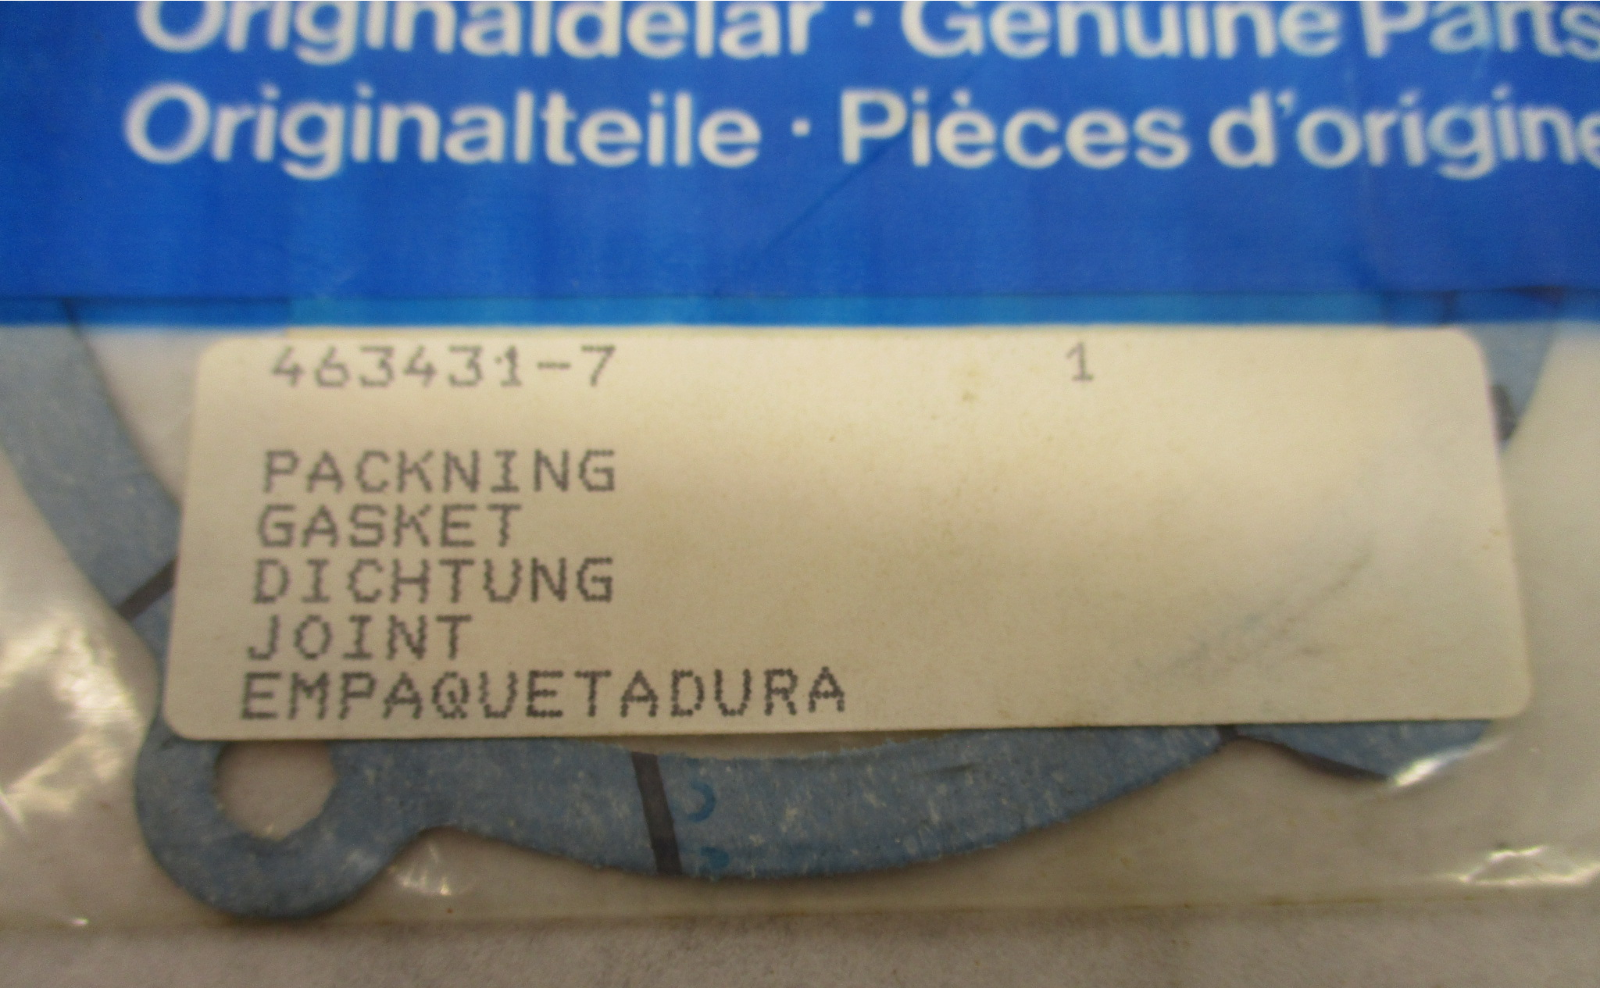 Originaldelar · Genuine Parts
Originalteile · Pièces d'origine
463431-7 1
PACKNING
GASKET
DICHTUNG
JOINT
EMPAQUETADURA